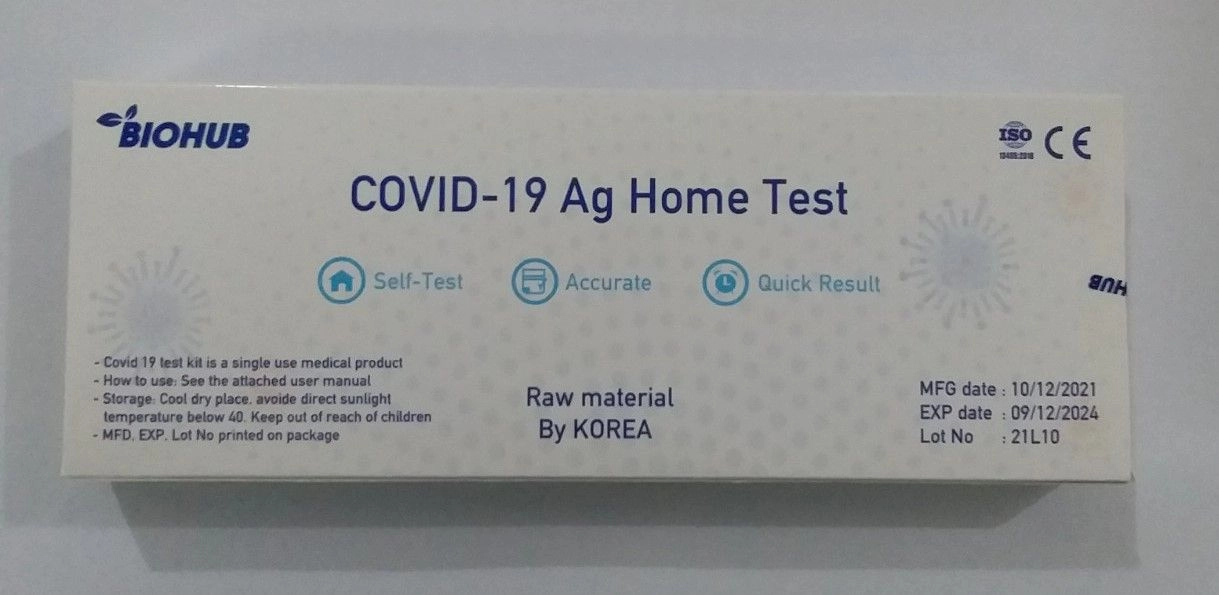 BIOHUB
ISO
13485:2016
CE
COVID-19 Ag Home Test
Self-Test
Accurate
Quick Result
HUB
- Covid 19 test kit is a single use medical product
- How to use: See the attached user manual
- Storage: Cool dry place. avoide direct sunlight
temperature below 40. Keep out of reach of children
- MFD, EXP. Lot No printed on package
Raw material
By KOREA
MFG date : 10/12/2021
EXP date : 09/12/2024
Lot No : 21L10